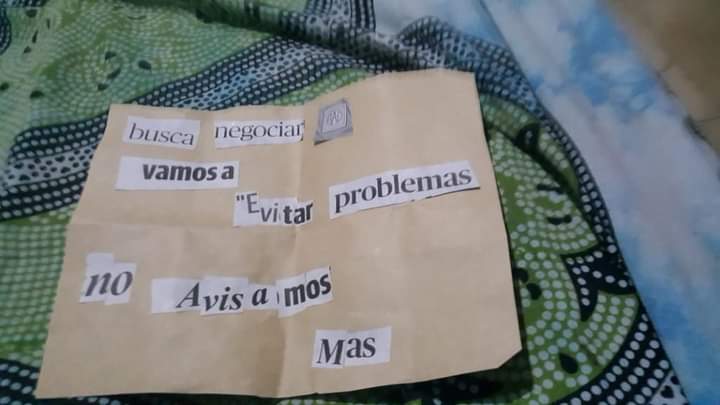 busca negociar
vamos a
"Evitar problemas
no Avisamos
Mas